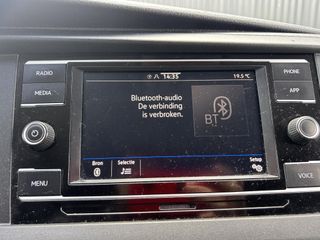 RADIO
MEDIA
MENU
PHONE
APP
VOICE
14:35
19.5 °C
Bluetooth-audio
De verbinding
is verbroken.
BT
Bron
Selectie
Setup